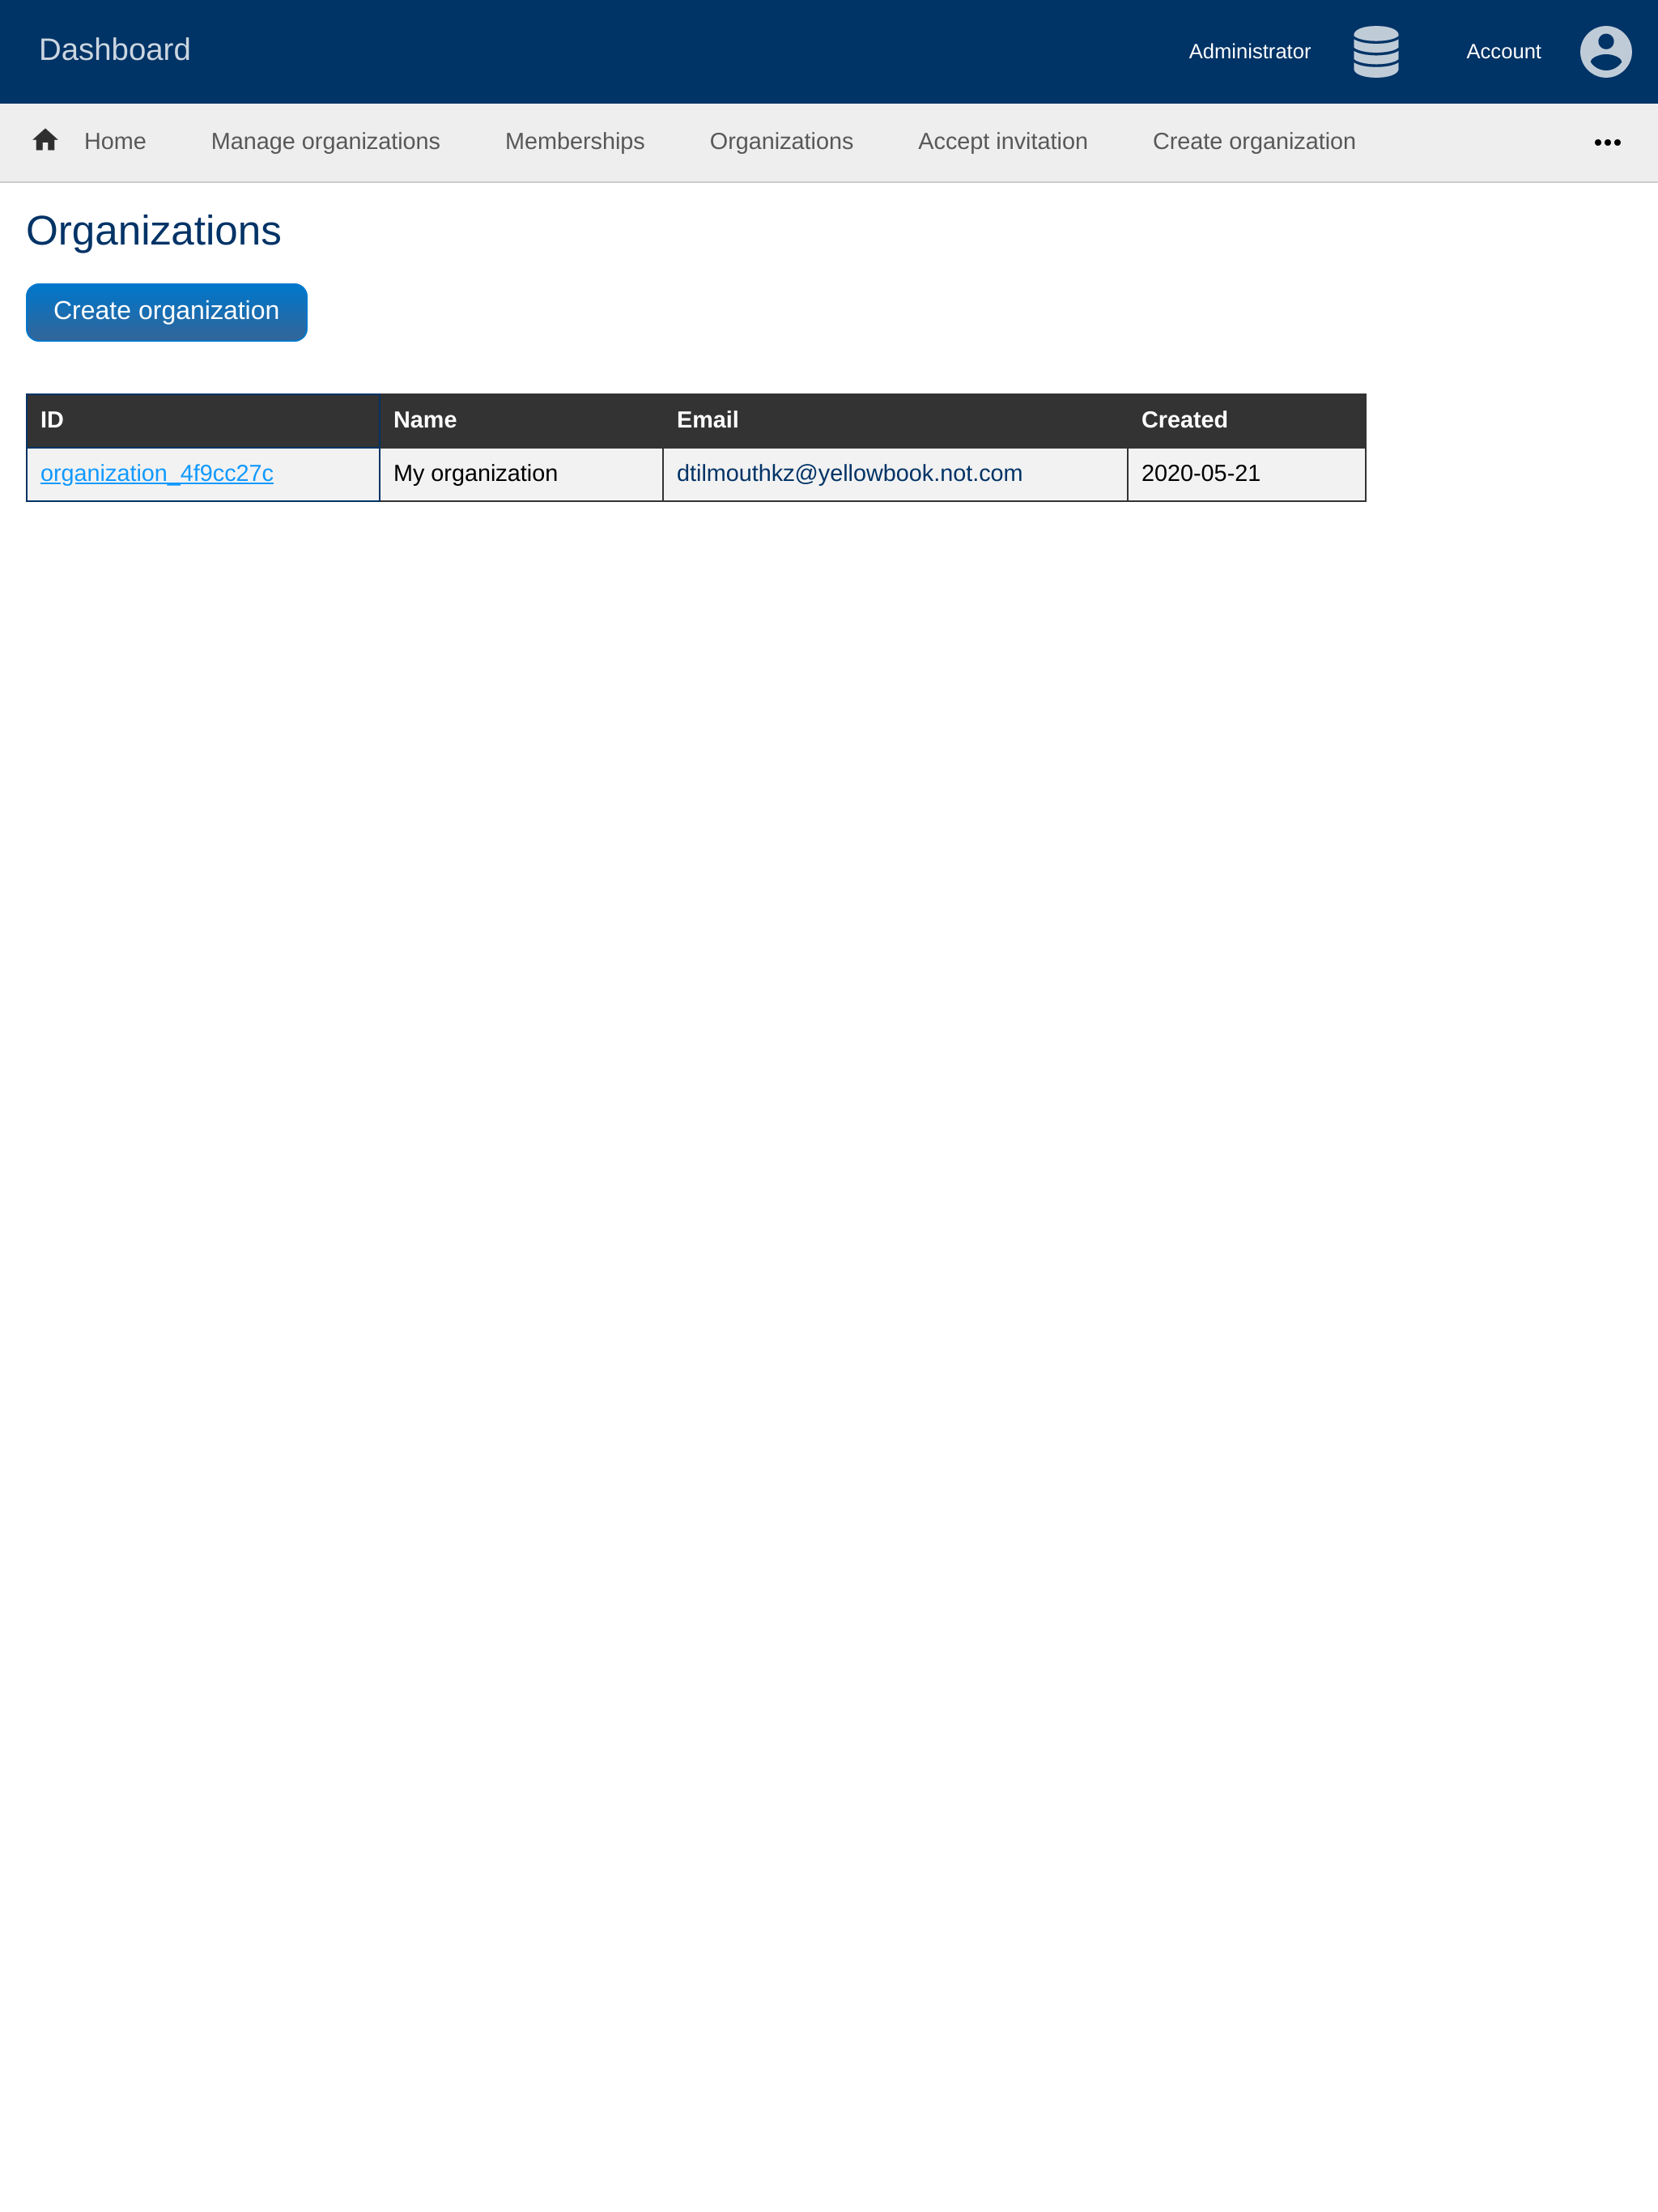 Dashboard Administrator Account
Home Manage organizations Memberships Organizations Accept invitation Create organization
Organizations
Create organization
ID Name Email Created
organization_4f9cc27c My organization dtilmouthkz@yellowbook.not.com 2020-05-21